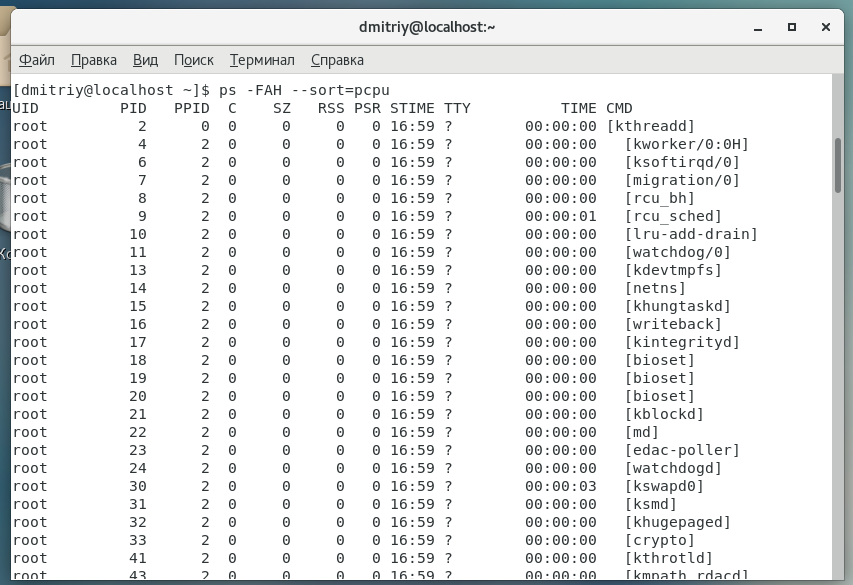 dmitriy@localhost:~
Файл Правка Вид Поиск Терминал Справка
[dmitriy@localhost ~]$ ps -FAH --sort=pcpu
UID PID PPID C SZ RSS PSR STIME TTY TIME CMD
root 2 0 0 0 0 0 16:59 ? 00:00:00 [kthreadd]
root 4 2 0 0 0 0 16:59 ? 00:00:00 [kworker/0:0H]
root 6 2 0 0 0 0 16:59 ? 00:00:00 [ksoftirqd/0]
root 7 2 0 0 0 0 16:59 ? 00:00:00 [migration/0]
root 8 2 0 0 0 0 16:59 ? 00:00:00 [rcu_bh]
root 9 2 0 0 0 0 16:59 ? 00:00:01 [rcu_sched]
root 10 2 0 0 0 0 16:59 ? 00:00:00 [lru-add-drain]
root 11 2 0 0 0 0 16:59 ? 00:00:00 [watchdog/0]
root 13 2 0 0 0 0 16:59 ? 00:00:00 [kdevtmpfs]
root 14 2 0 0 0 0 16:59 ? 00:00:00 [netns]
root 15 2 0 0 0 0 16:59 ? 00:00:00 [khungtaskd]
root 16 2 0 0 0 0 16:59 ? 00:00:00 [writeback]
root 17 2 0 0 0 0 16:59 ? 00:00:00 [kintegrityd]
root 18 2 0 0 0 0 16:59 ? 00:00:00 [bioset]
root 19 2 0 0 0 0 16:59 ? 00:00:00 [bioset]
root 20 2 0 0 0 0 16:59 ? 00:00:00 [bioset]
root 21 2 0 0 0 0 16:59 ? 00:00:00 [kblockd]
root 22 2 0 0 0 0 16:59 ? 00:00:00 [md]
root 23 2 0 0 0 0 16:59 ? 00:00:00 [edac-poller]
root 24 2 0 0 0 0 16:59 ? 00:00:00 [watchdogd]
root 30 2 0 0 0 0 16:59 ? 00:00:03 [kswapd0]
root 31 2 0 0 0 0 16:59 ? 00:00:00 [ksmd]
root 32 2 0 0 0 0 16:59 ? 00:00:00 [khugepaged]
root 33 2 0 0 0 0 16:59 ? 00:00:00 [crypto]
root 41 2 0 0 0 0 16:59 ? 00:00:00 [kthrotld]
root 43 2 0 0 0 0 16:59 ? 00:00:00 [kmpath_rdacd]